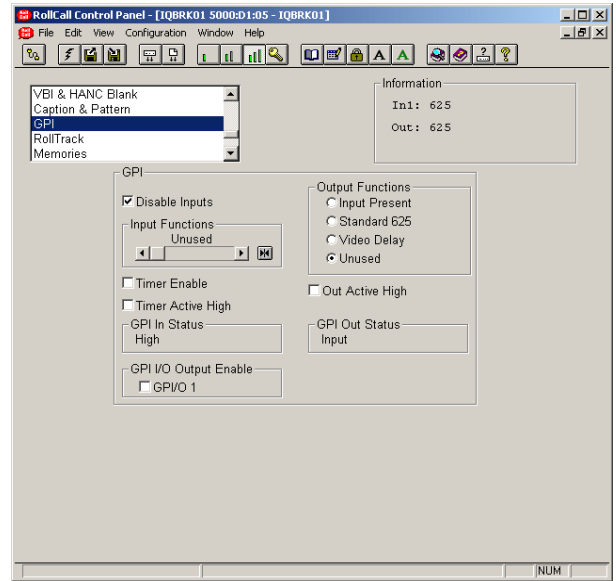 RollCall Control Panel - [IQBRK01 5000:D1:05 - IQBRK01]
File Edit View Configuration Window Help
A A
VBI & HANC Blank
Caption & Pattern
GPI
RollTrack
Memories
Information
In1: 625
Out: 625
GPI
Disable Inputs
Input Functions
Unused
Timer Enable
Timer Active High
GPI In Status
High
GPI I/O Output Enable
GPI/O 1
Output Functions
Input Present
Standard 625
Video Delay
Unused
Out Active High
GPI Out Status
Input
NUM